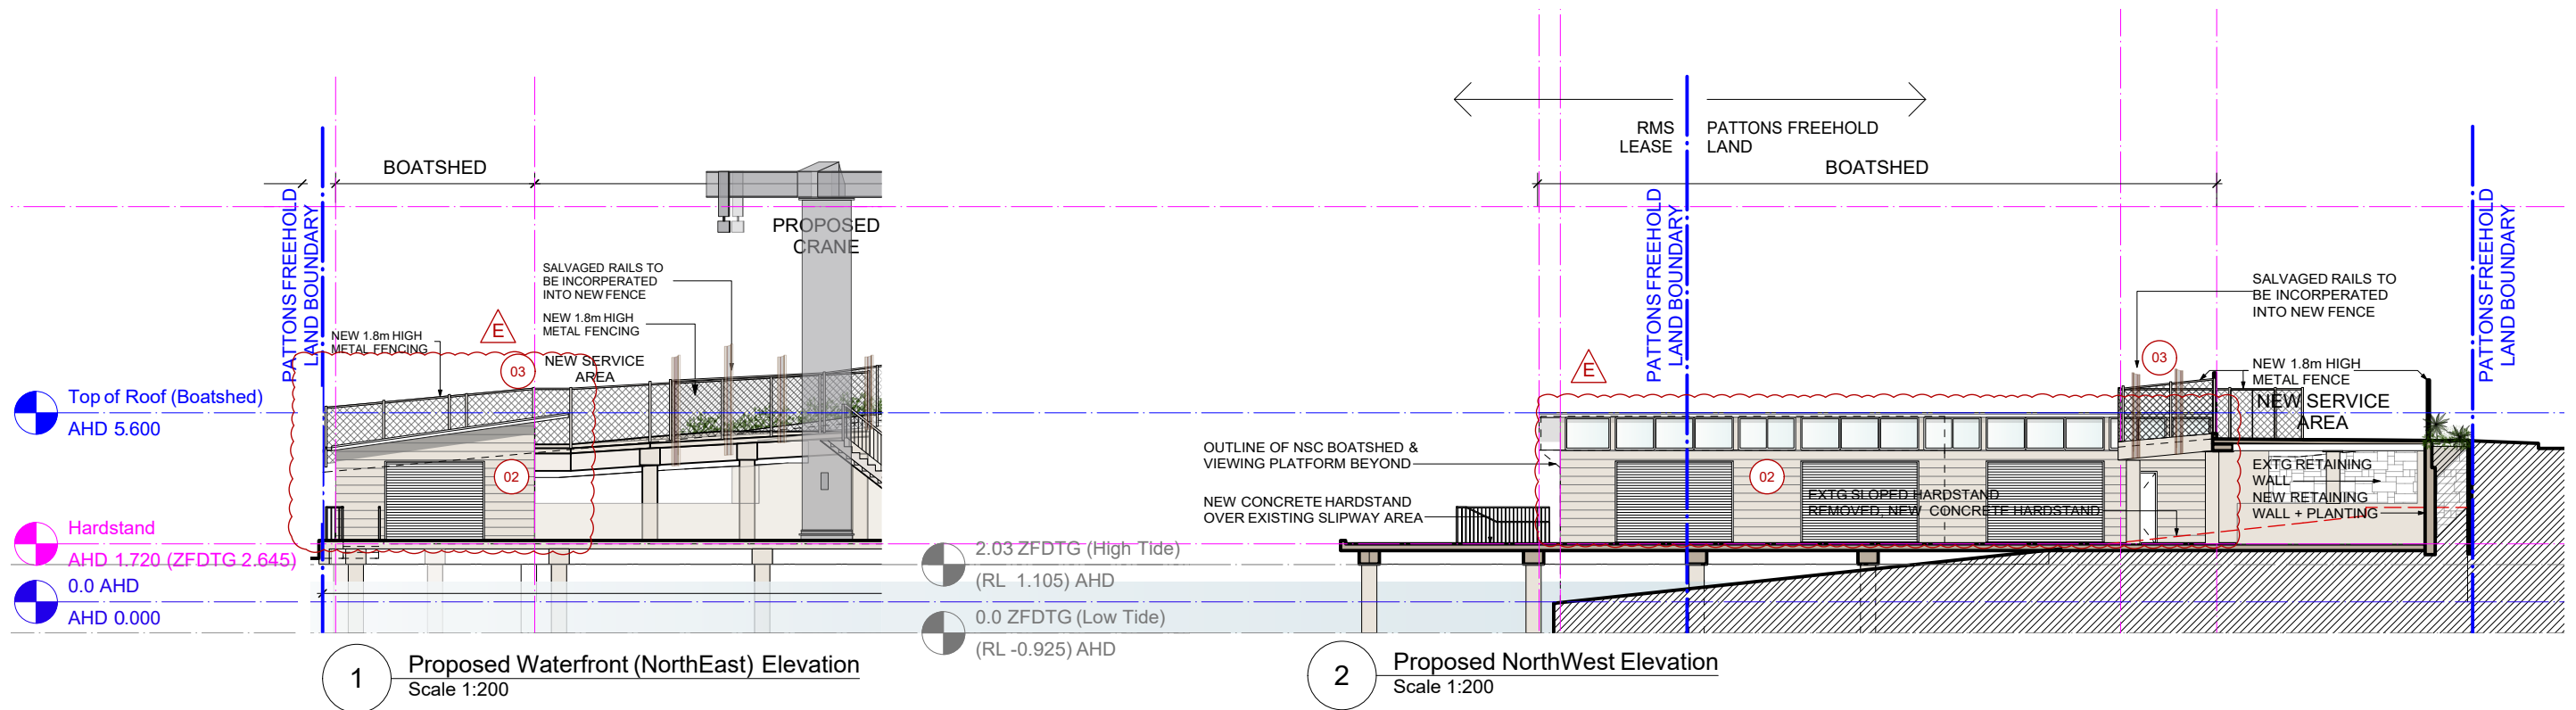 RMS
LEASE
PATTONS FREEHOLD
LAND
BOATSHED
BOATSHED
PATTONS FREEHOLD
LAND BOUNDARY
PATTONS FREEHOLD
LAND BOUNDARY
PATTONS FREEHOLD
LAND BOUNDARY
PROPOSED
CRANE
SALVAGED RAILS TO
BE INCORPERATED
INTO NEW FENCE
NEW 1.8m HIGH
METAL FENCING
E
NEW 1.8m HIGH
METAL FENCING
NEW SERVICE
AREA
03
02
Top of Roof (Boatshed)
AHD 5.600
Hardstand
AHD 1.720 (ZFDTG 2.645)
0.0 AHD
AHD 0.000
2.03 ZFDTG (High Tide)
(RL 1.105) AHD
0.0 ZFDTG (Low Tide)
(RL -0.925) AHD
1
Proposed Waterfront (NorthEast) Elevation
Scale 1:200
SALVAGED RAILS TO
BE INCORPERATED
INTO NEW FENCE
E
03
NEW 1.8m HIGH
METAL FENCE
NEW SERVICE
AREA
OUTLINE OF NSC BOATSHED &
VIEWING PLATFORM BEYOND
02
EXTG RETAINING
WALL
NEW RETAINING
WALL + PLANTING
NEW CONCRETE HARDSTAND
OVER EXISTING SLIPWAY AREA
EXTG SLOPED HARDSTAND
REMOVED, NEW CONCRETE HARDSTAND
2
Proposed NorthWest Elevation
Scale 1:200